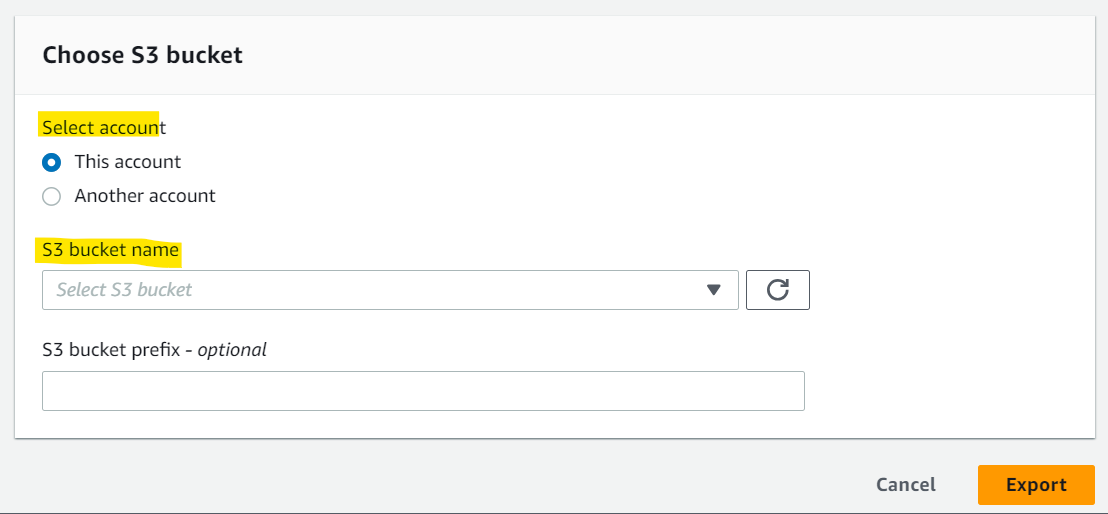 Choose S3 bucket
Select account
This account
Another account
S3 bucket name
Select S3 bucket
S3 bucket prefix - optional
Cancel
Export